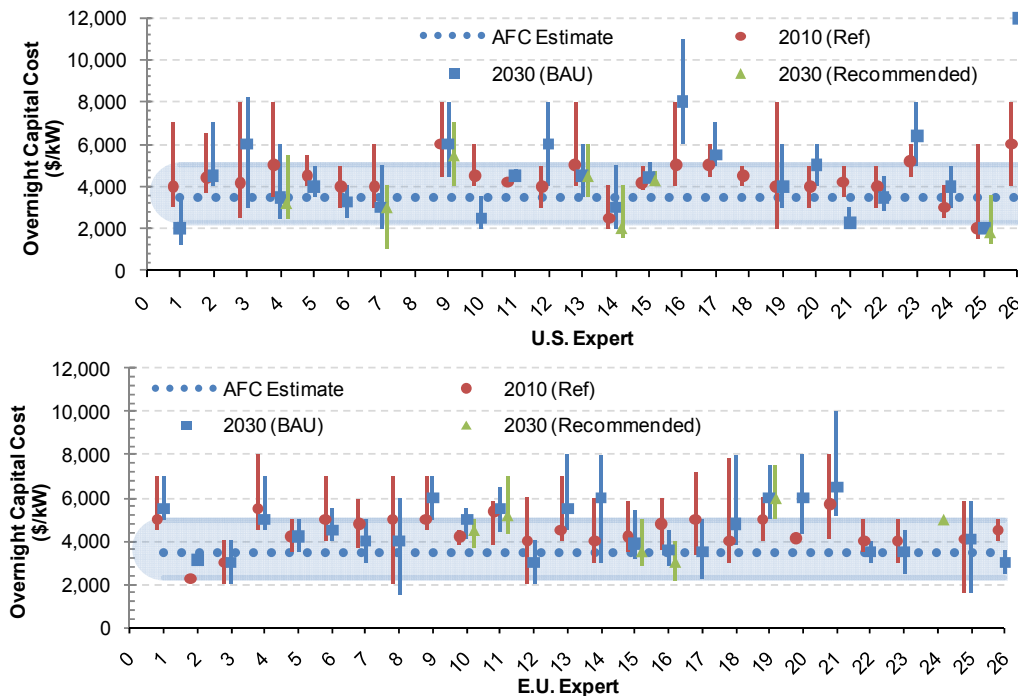 12,000
10,000
8,000
6,000
4,000
2,000
0
Overnight Capital Cost
($/kW)
AFC Estimate
2010 (Ref)
2030 (BAU)
2030 (Recommended)
0 1 2 3 4 5 6 7 8 9 10 11 12 13 14 15 16 17 18 19 20 21 22 23 24 25 26
U.S. Expert
12,000
10,000
8,000
6,000
4,000
2,000
0
Overnight Capital Cost
($/kW)
AFC Estimate
2010 (Ref)
2030 (BAU)
2030 (Recommended)
0 1 2 3 4 5 6 7 8 9 10 11 12 13 14 15 16 17 18 19 20 21 22 23 24 25 26
E.U. Expert